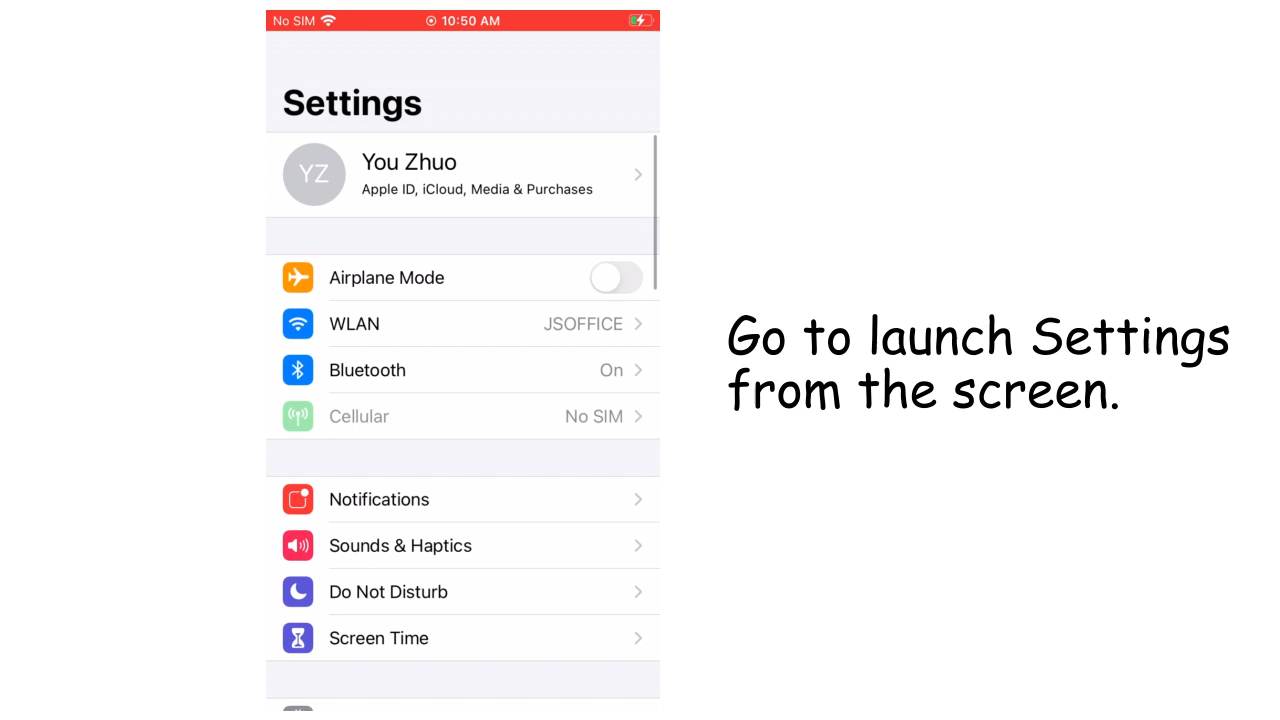 No SIM 10:50 AM
Settings
YZ
You Zhuo
Apple ID, iCloud, Media & Purchases
Airplane Mode
WLAN JSOFFICE
Bluetooth On
Cellular No SIM
Notifications
Sounds & Haptics
Do Not Disturb
Screen Time
Go to launch Settings
from the screen.